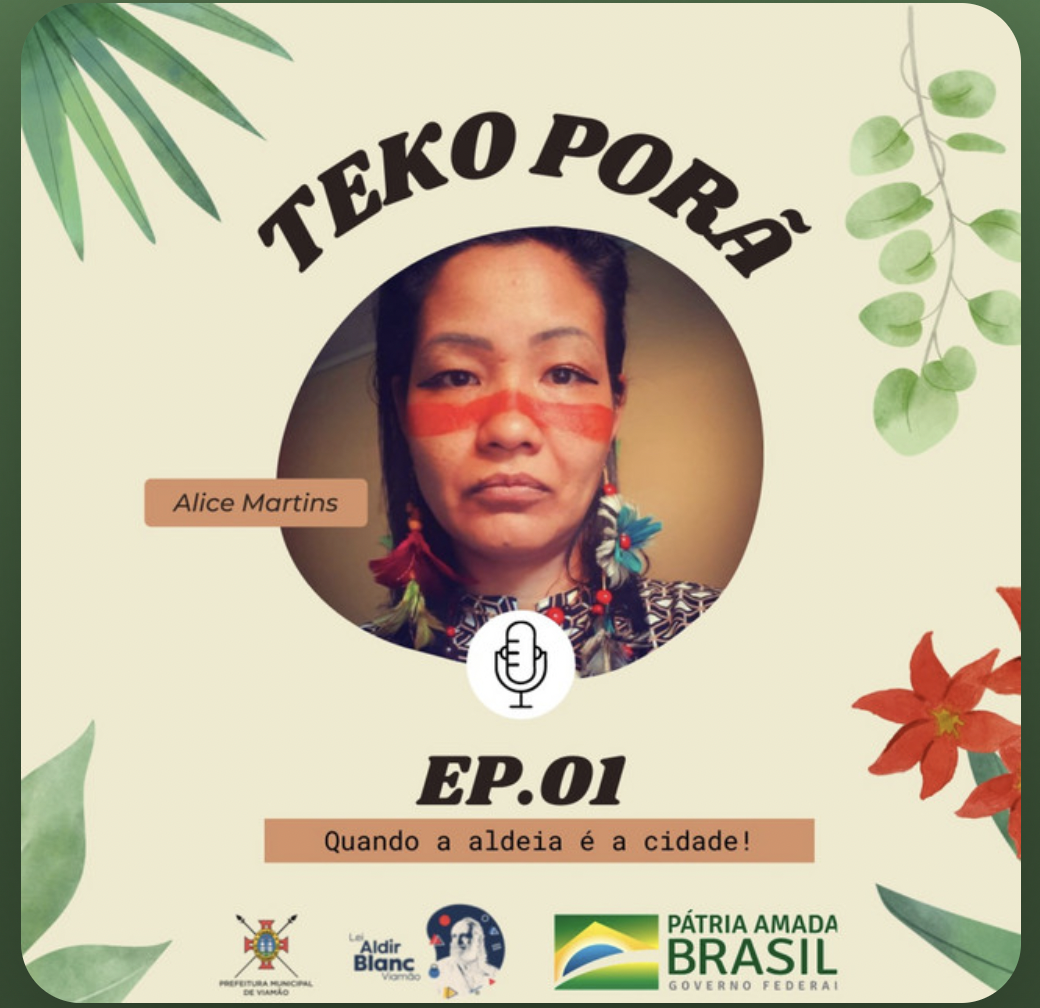 TEKO PORÃ
Alice Martins
EP.01
Quando a aldeia é a cidade!
PREFEITURA MUNICIPAL
DE VIAMÃO
Lei
Aldir
Blanc
Viamão
PÁTRIA AMADA
BRASIL
GOVERNO FEDERAL